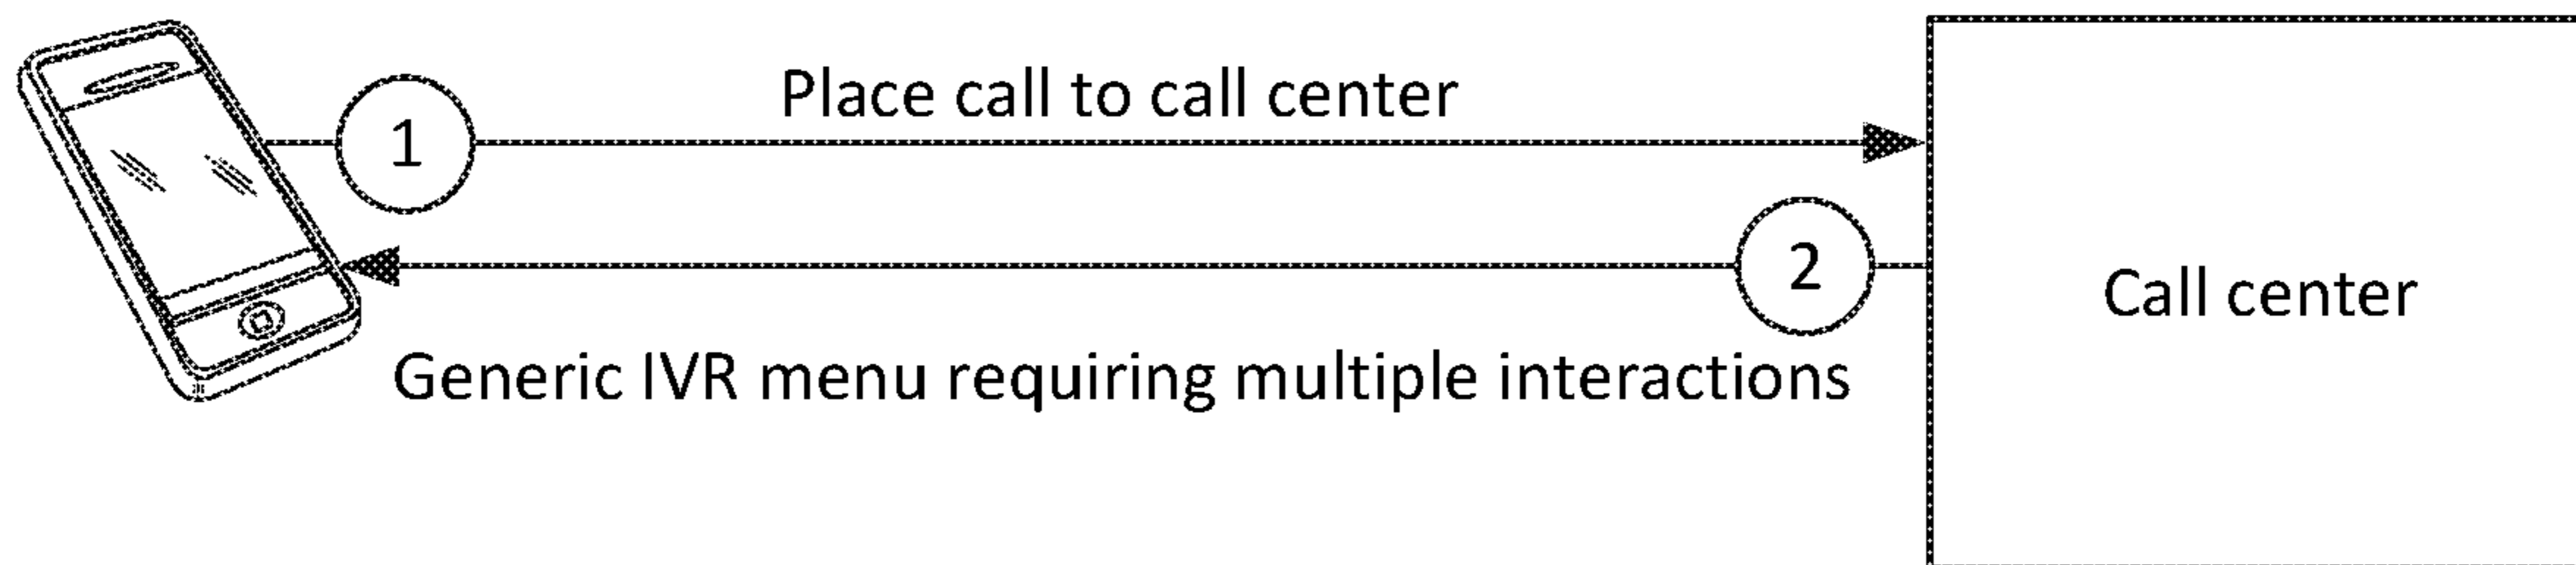 Place call to call center
1
2
Call center
Generic IVR menu requiring multiple interactions